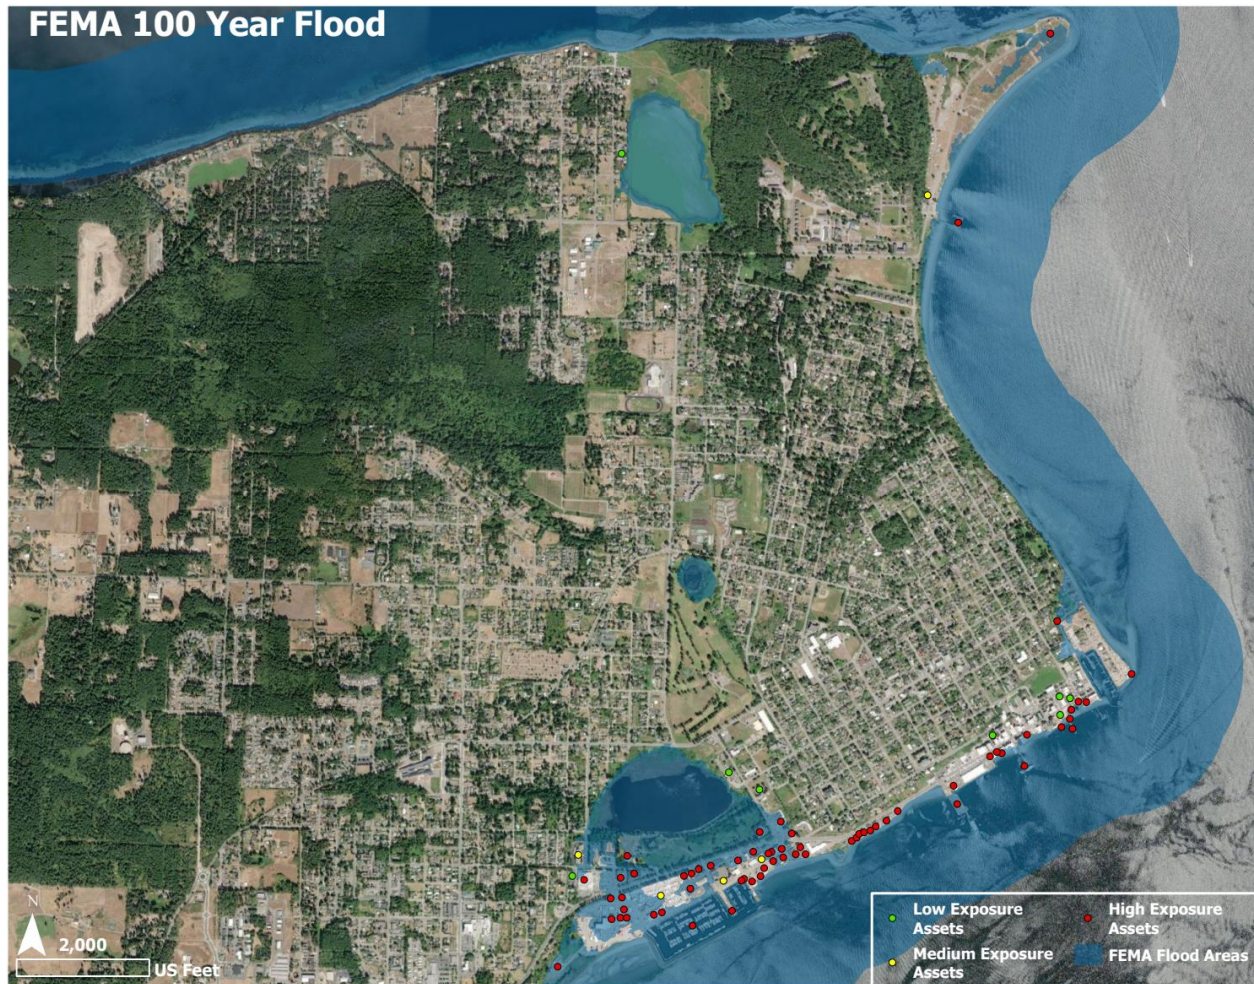 FEMA 100 Year Flood
N
2,000
US Feet
Low Exposure
Assets
Medium Exposure
Assets
High Exposure
Assets
FEMA Flood Areas